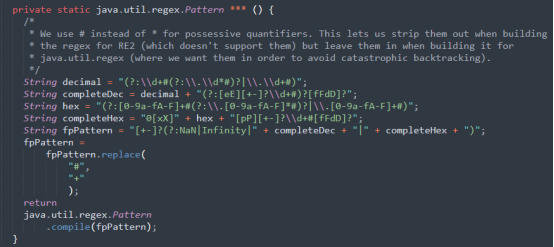 private static java.util.regex.Pattern *** () {
/*
* We use # instead of * for possessive quantifiers. This lets us strip them out when building
* the regex for RE2 (which doesn't support them) but leave them in when building it for
* java.util.regex (where we want them in order to avoid catastrophic backtracking).
*/
String decimal = "(?:\\d+#(?:\\.\\d*#)?|\\.\\d+#)";
String completeDec = decimal + "(?:[eE][+-]?\\d+#)?[fFdD]?";
String hex = "(?:[0-9a-fA-F]+#(?:\\.[0-9a-fA-F]*#)?|\\.[0-9a-fA-F]+#)";
String completeHex = "0[xX]" + hex + "[pP][+-]?\\d+#[fFdD]?";
String fpPattern = "[+-]?(?:NaN|Infinity|" + completeDec + "|" + completeHex + ")";
fpPattern =
fpPattern.replace(
"#",
"+"
);
return
java.util.regex.Pattern
.compile(fpPattern);
}